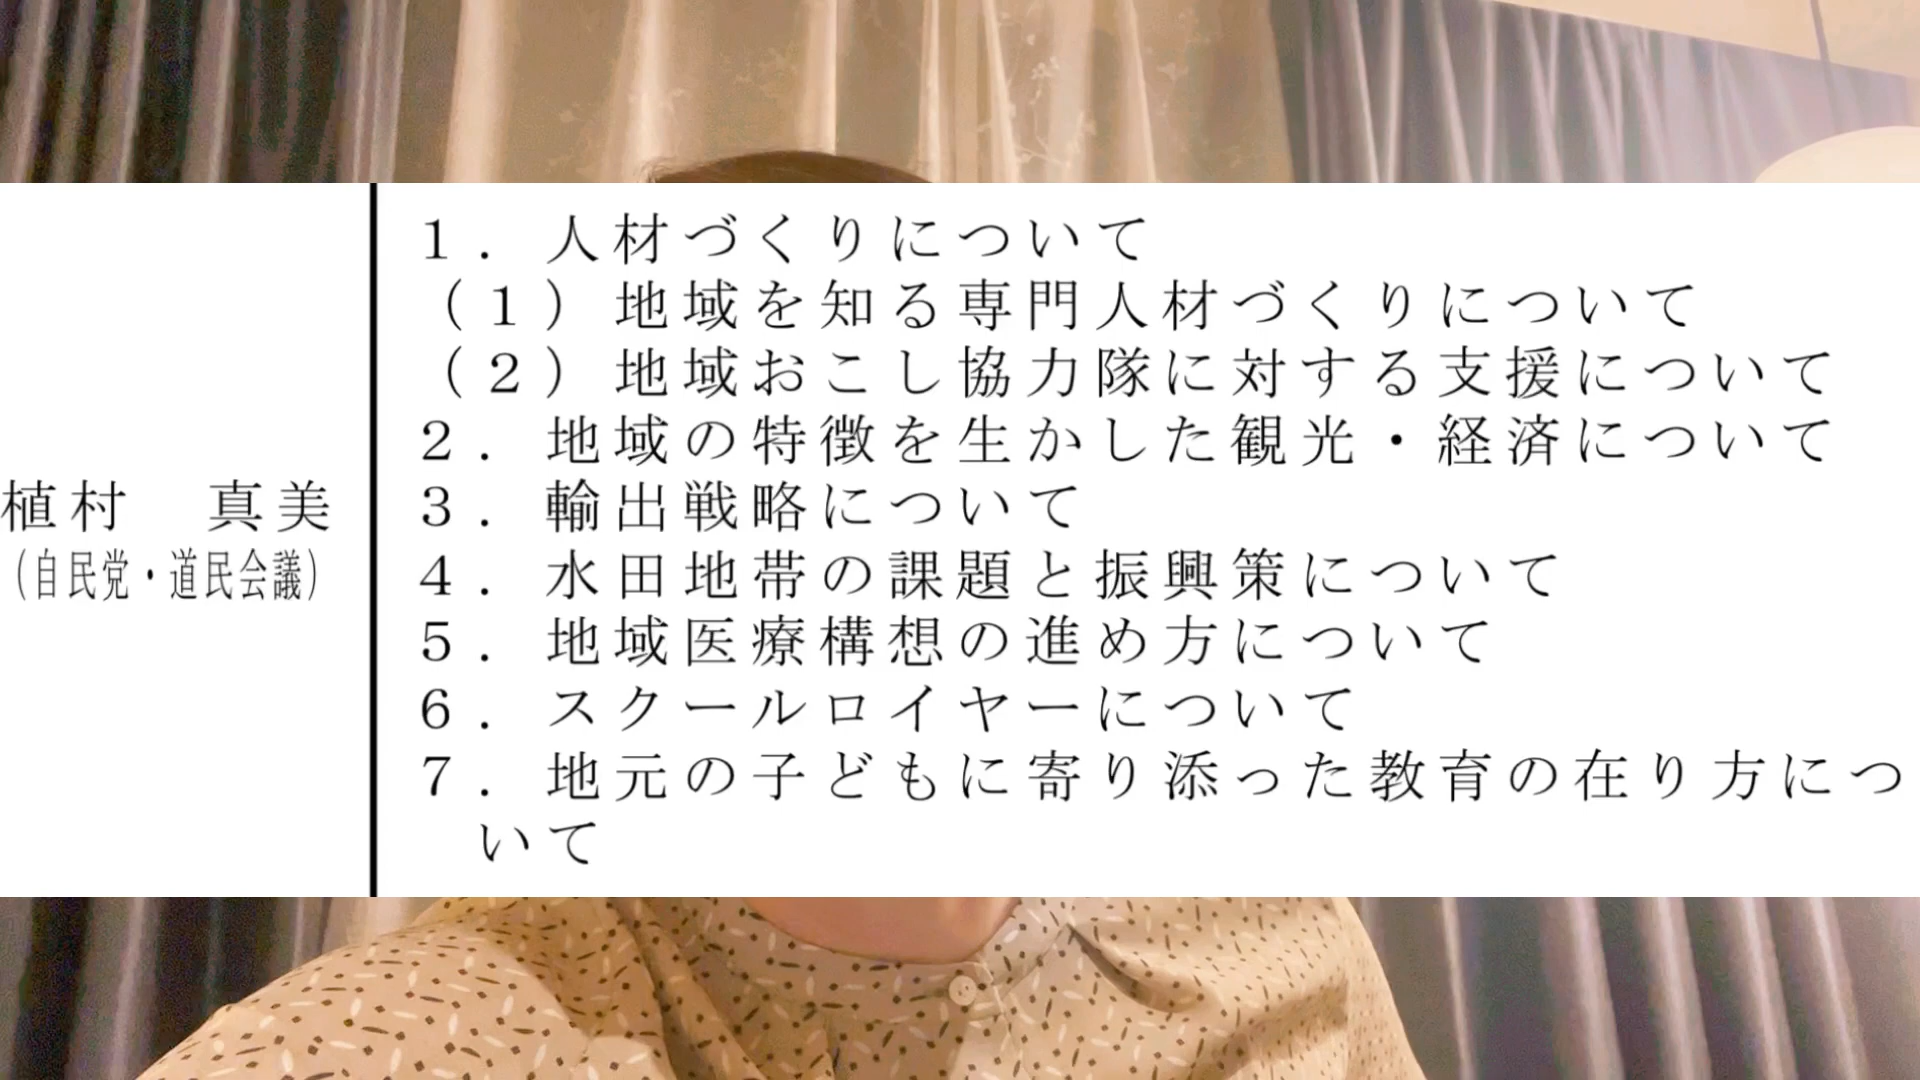 植村　真美
（自民党・道民会議）
１．人材づくりについて
（１）地域を知る専門人材づくりについて
（２）地域おこし協力隊に対する支援について
２．地域の特徴を生かした観光・経済について
３．輸出戦略について
４．水田地帯の課題と振興策について
５．地域医療構想の進め方について
６．スクールロイヤーについて
７．地元の子どもに寄り添った教育の在り方につ
いて